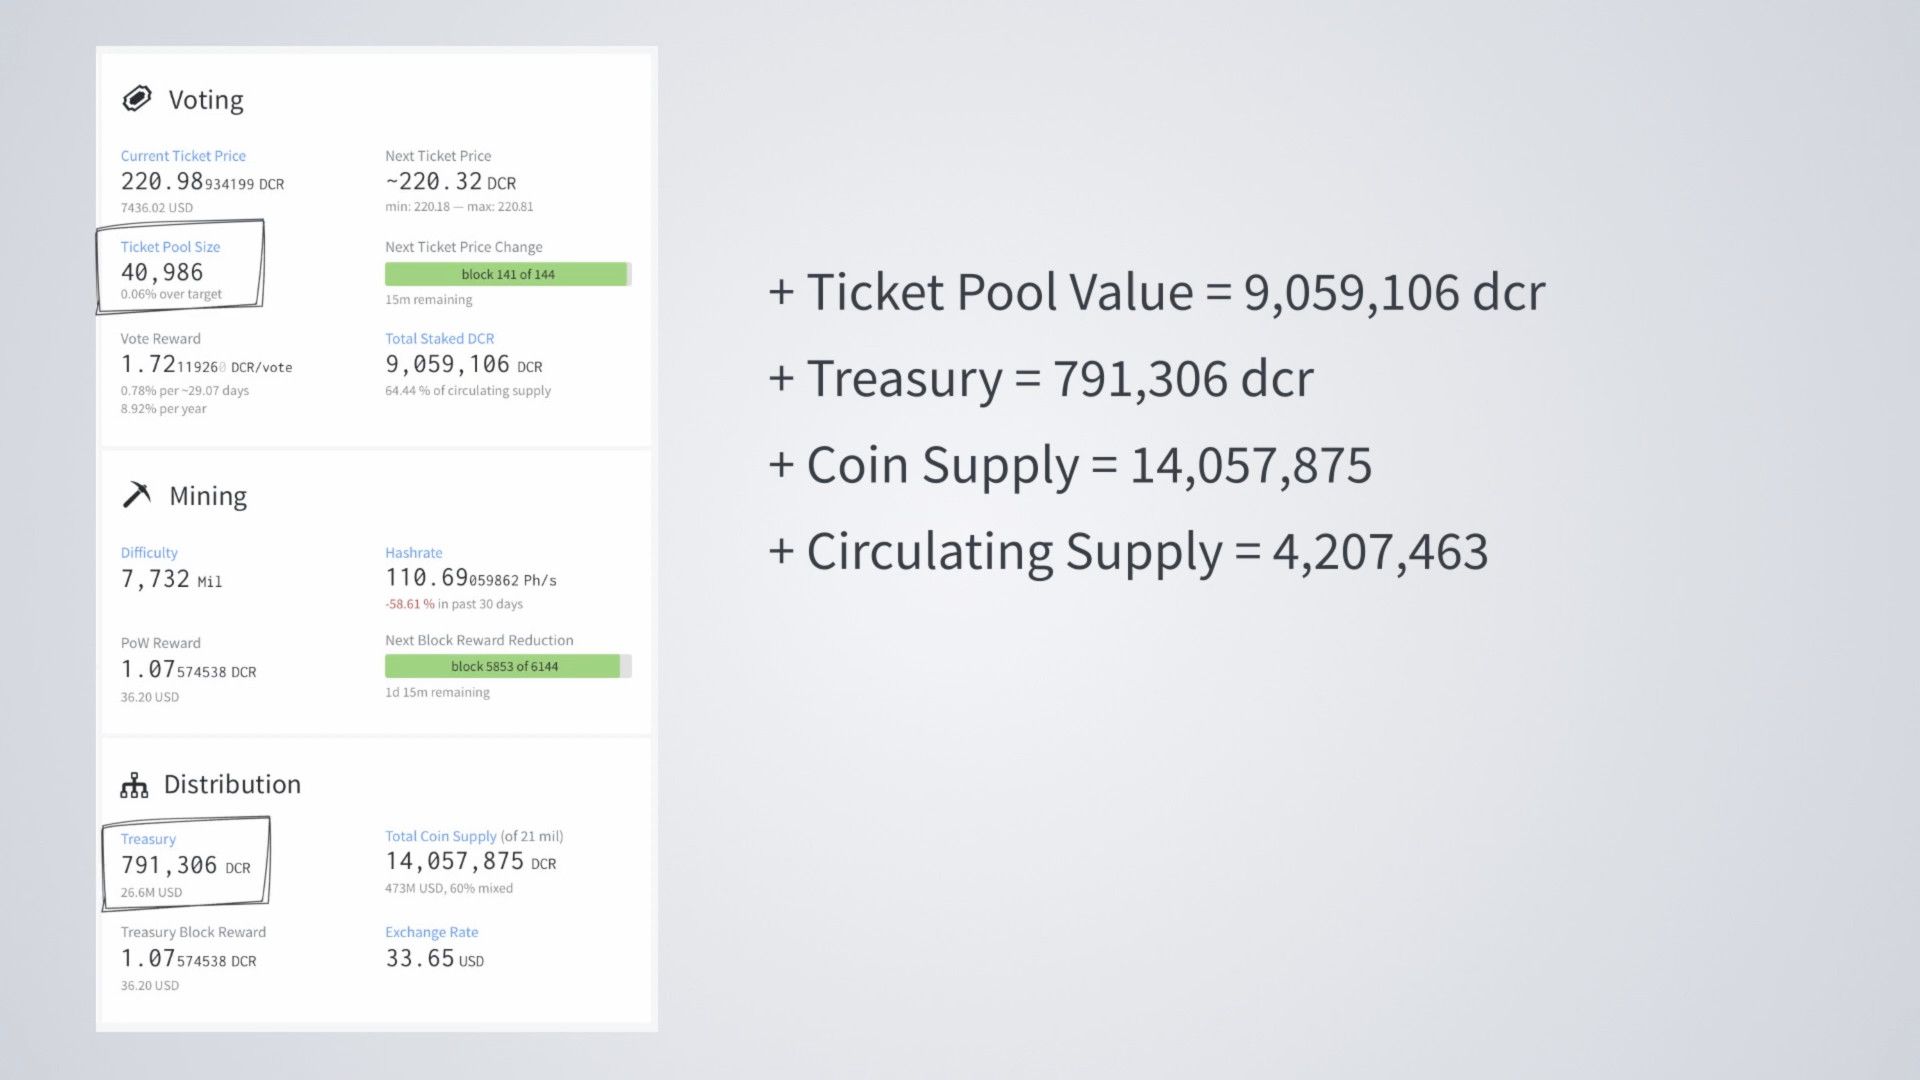 Voting
Current Ticket Price
220.98934199 DCR
7436.02 USD
Next Ticket Price
~220.32 DCR
min: 220.18 — max: 220.81
Ticket Pool Size
40,986
0.06% over target
Next Ticket Price Change
block 141 of 144
15m remaining
Vote Reward
1.721192600 DCR/vote
0.78% per ~29.07 days
8.92% per year
Total Staked DCR
9,059,106 DCR
64.44 % of circulating supply
Mining
Difficulty
7,732 Mil
Hashrate
110.69059862 Ph/s
-58.61 % in past 30 days
PoW Reward
1.07574538 DCR
36.20 USD
Next Block Reward Reduction
block 5853 of 6144
1d 15m remaining
Distribution
Treasury
791,306 DCR
26.6M USD
Total Coin Supply (of 21 mil)
14,057,875 DCR
473M USD, 60% mixed
Treasury Block Reward
1.07574538 DCR
36.20 USD
Exchange Rate
33.65 USD
+ Ticket Pool Value = 9,059,106 dcr
+ Treasury = 791,306 dcr
+ Coin Supply = 14,057,875
+ Circulating Supply = 4,207,463